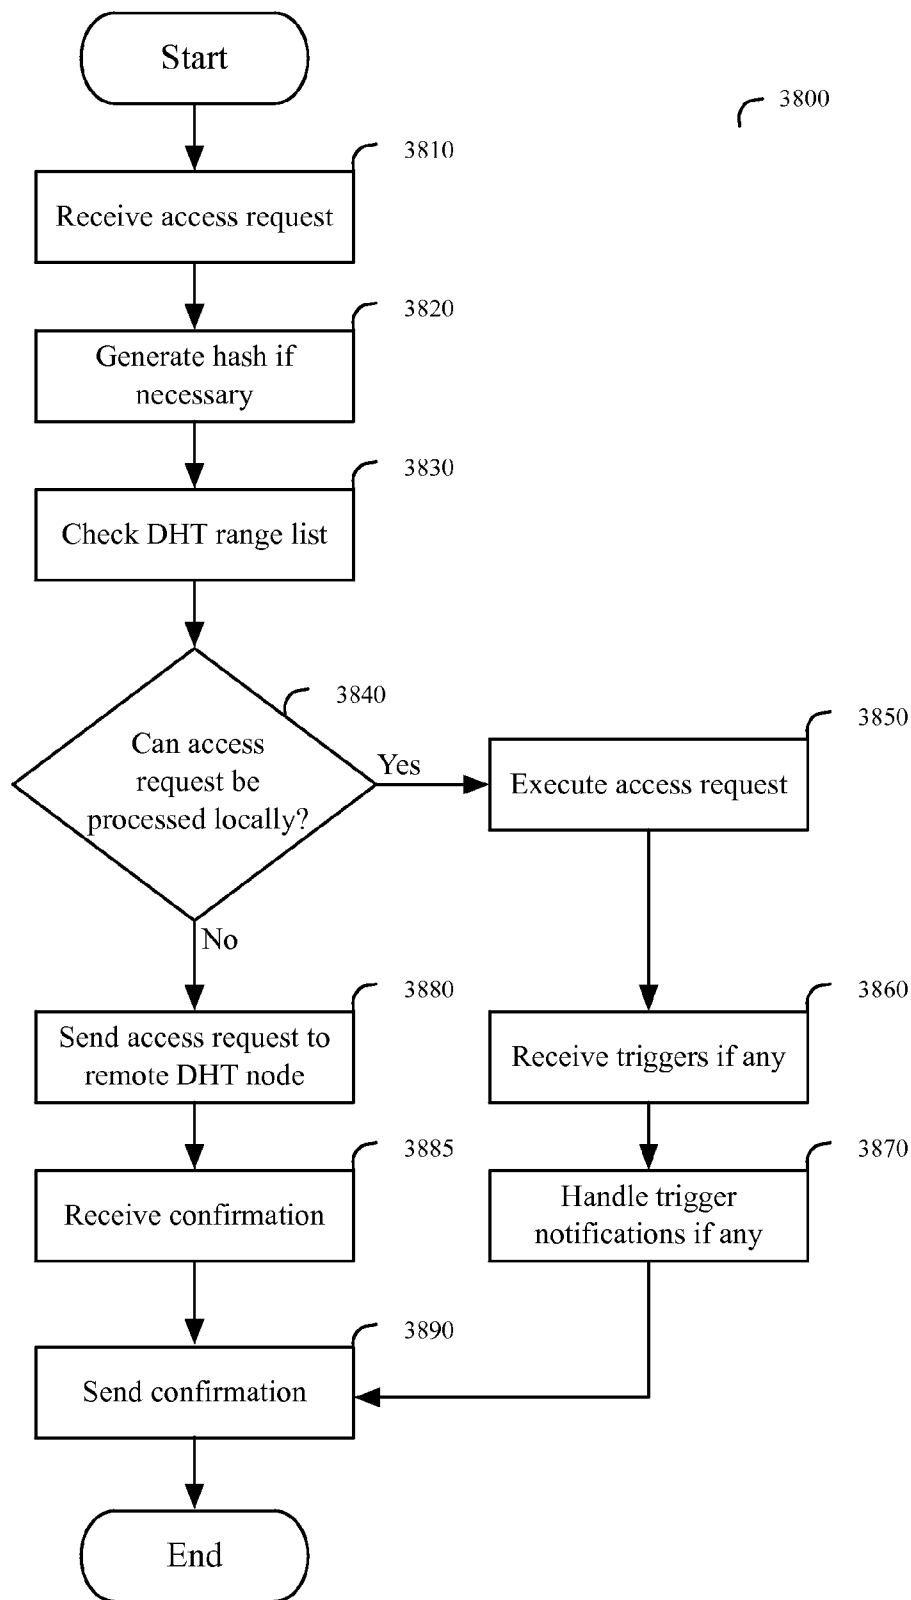 Start
3800
3810
Receive access request
3820
Generate hash if
necessary
3830
Check DHT range list
3840
Can access
request be
processed locally?
Yes
3850
Execute access request
No
3880
Send access request to
remote DHT node
3860
Receive triggers if any
3885
Receive confirmation
3870
Handle trigger
notifications if any
3890
Send confirmation
End